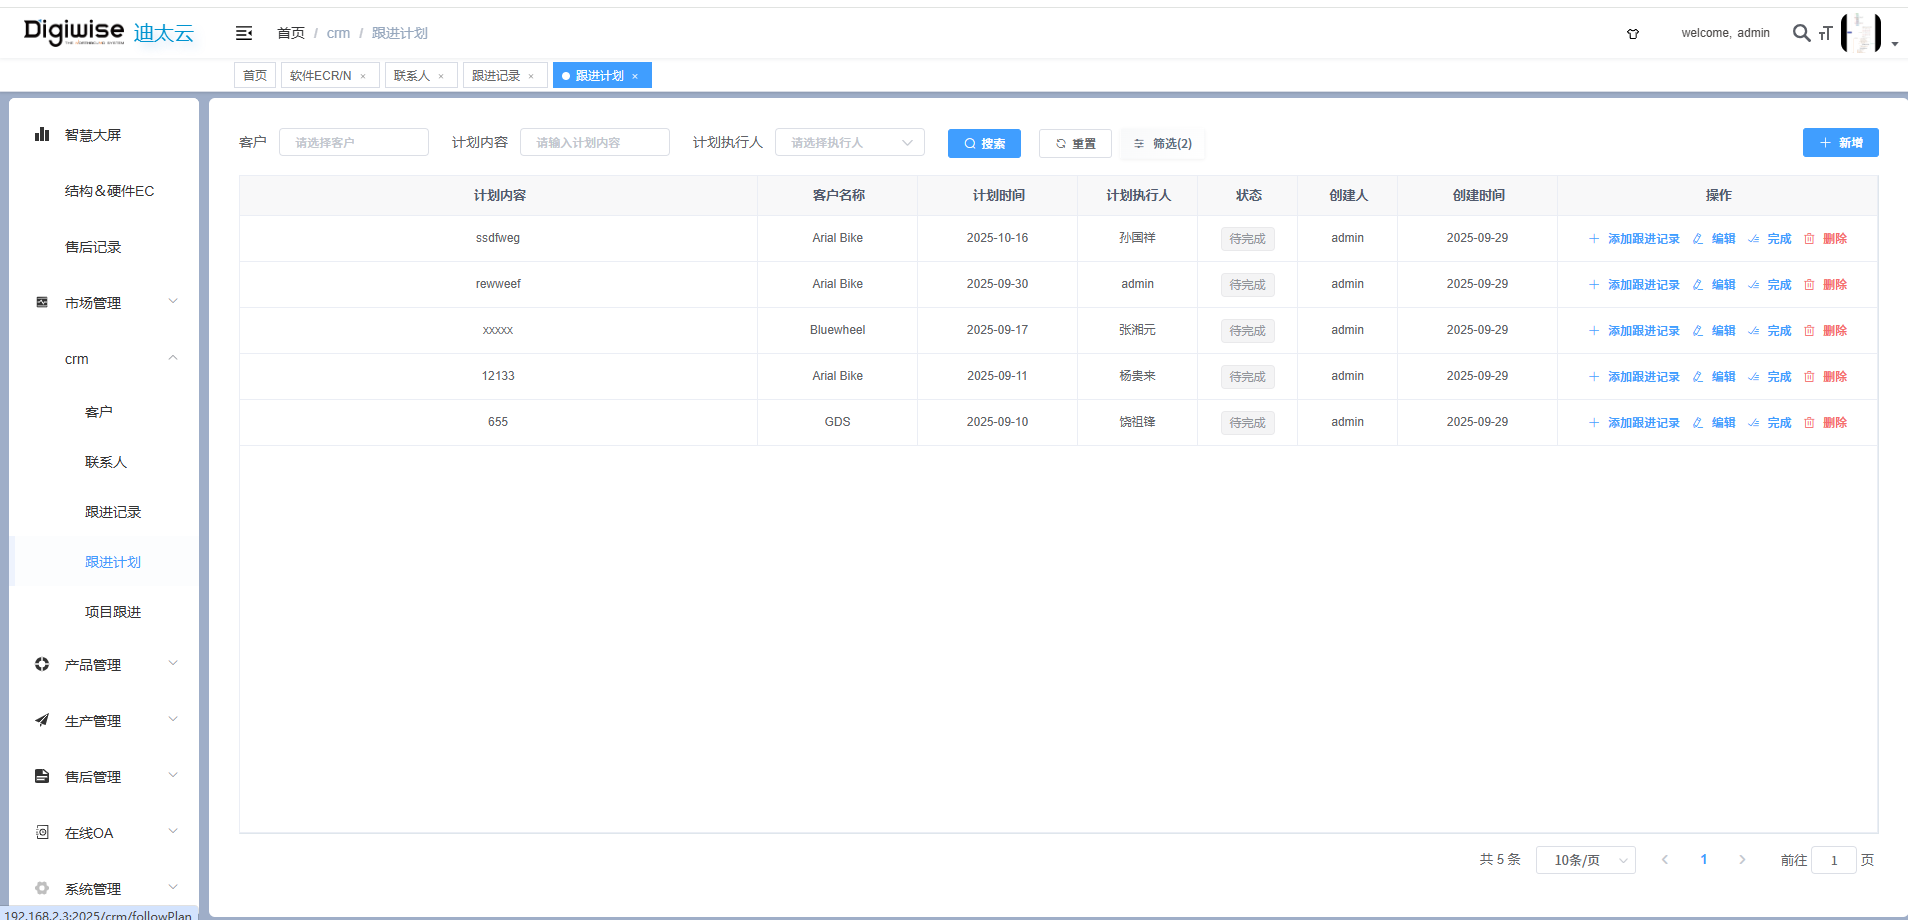 Digiwise 迪太云
首页 / crm / 跟进计划
welcome, admin
首页 软件ECR/N × 联系人 × 跟进记录 × 跟进计划 ×
智慧大屏
结构&硬件EC
售后记录
市场管理
crm
客户
联系人
跟进记录
跟进计划
项目跟进
产品管理
生产管理
售后管理
在线OA
系统管理
192.168.2.3:2025/crm/followPlan
客户 请选择客户 计划内容 请输入计划内容 计划执行人 请选择执行人 搜索 重置 筛选(2) 新增
计划内容 客户名称 计划时间 计划执行人 状态 创建人 创建时间 操作
ssdfweg Arial Bike 2025-10-16 孙国祥 待完成 admin 2025-09-29 添加跟进记录 编辑 完成 删除
rewweef Arial Bike 2025-09-30 admin 待完成 admin 2025-09-29 添加跟进记录 编辑 完成 删除
xxxxx Bluewheel 2025-09-17 张湘元 待完成 admin 2025-09-29 添加跟进记录 编辑 完成 删除
12133 Arial Bike 2025-09-11 杨贵来 待完成 admin 2025-09-29 添加跟进记录 编辑 完成 删除
655 GDS 2025-09-10 饶祖锋 待完成 admin 2025-09-29 添加跟进记录 编辑 完成 删除
共 5 条 10条/页 1 前往 1 页